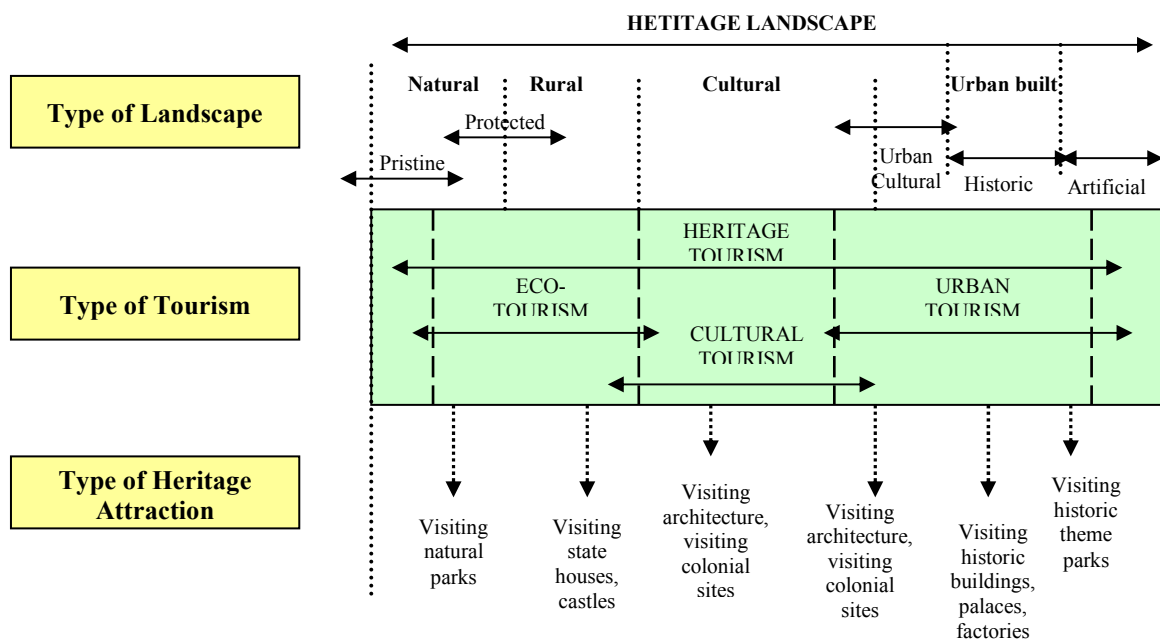 HETITAGE LANDSCAPE
Type of Landscape
Natural
Rural
Cultural
Urban built
Protected
Pristine
Urban
Cultural
Historic
Artificial
Type of Tourism
HERITAGE
TOURISM
ECO-
TOURISM
URBAN
TOURISM
CULTURAL
TOURISM
Type of Heritage
Attraction
Visiting
natural
parks
Visiting
state
houses,
castles
Visiting
architecture,
visiting
colonial
sites
Visiting
architecture,
visiting
colonial
sites
Visiting
historic
buildings,
palaces,
factories
Visiting
historic
theme
parks